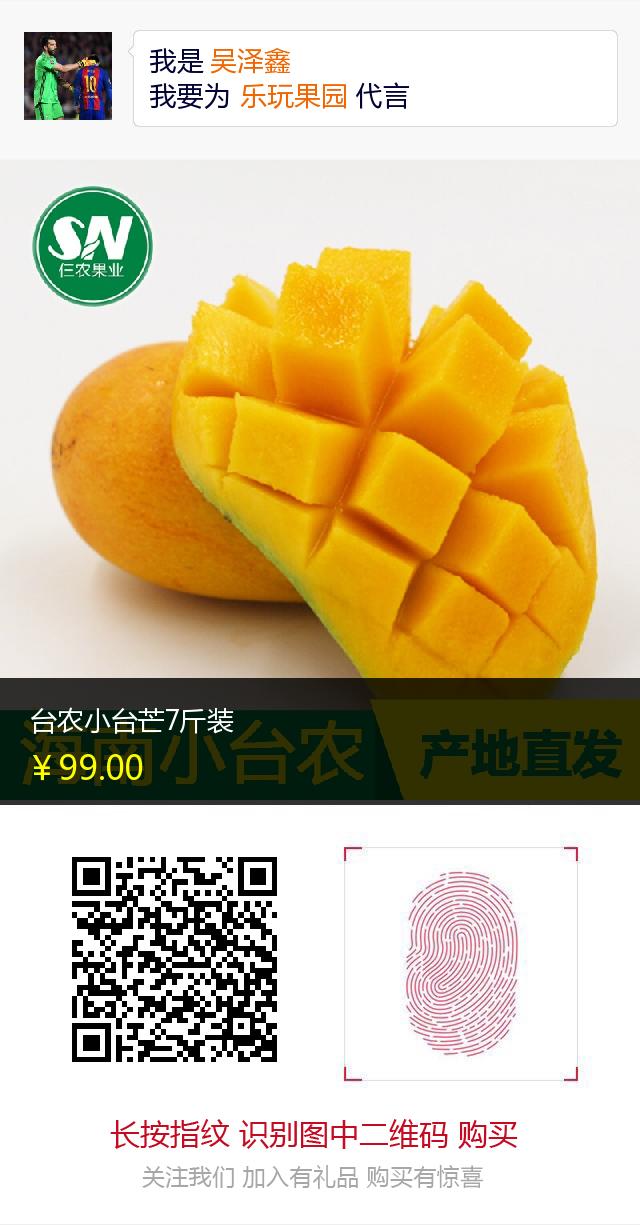 我是 吴泽鑫
我要为 乐玩果园 代言
10
SN
仨农果业
台农小台芒7斤装
海南小台农
产地直发
￥99.00
长按指纹 识别图中二维码 购买
关注我们 加入有礼品 购买有惊喜